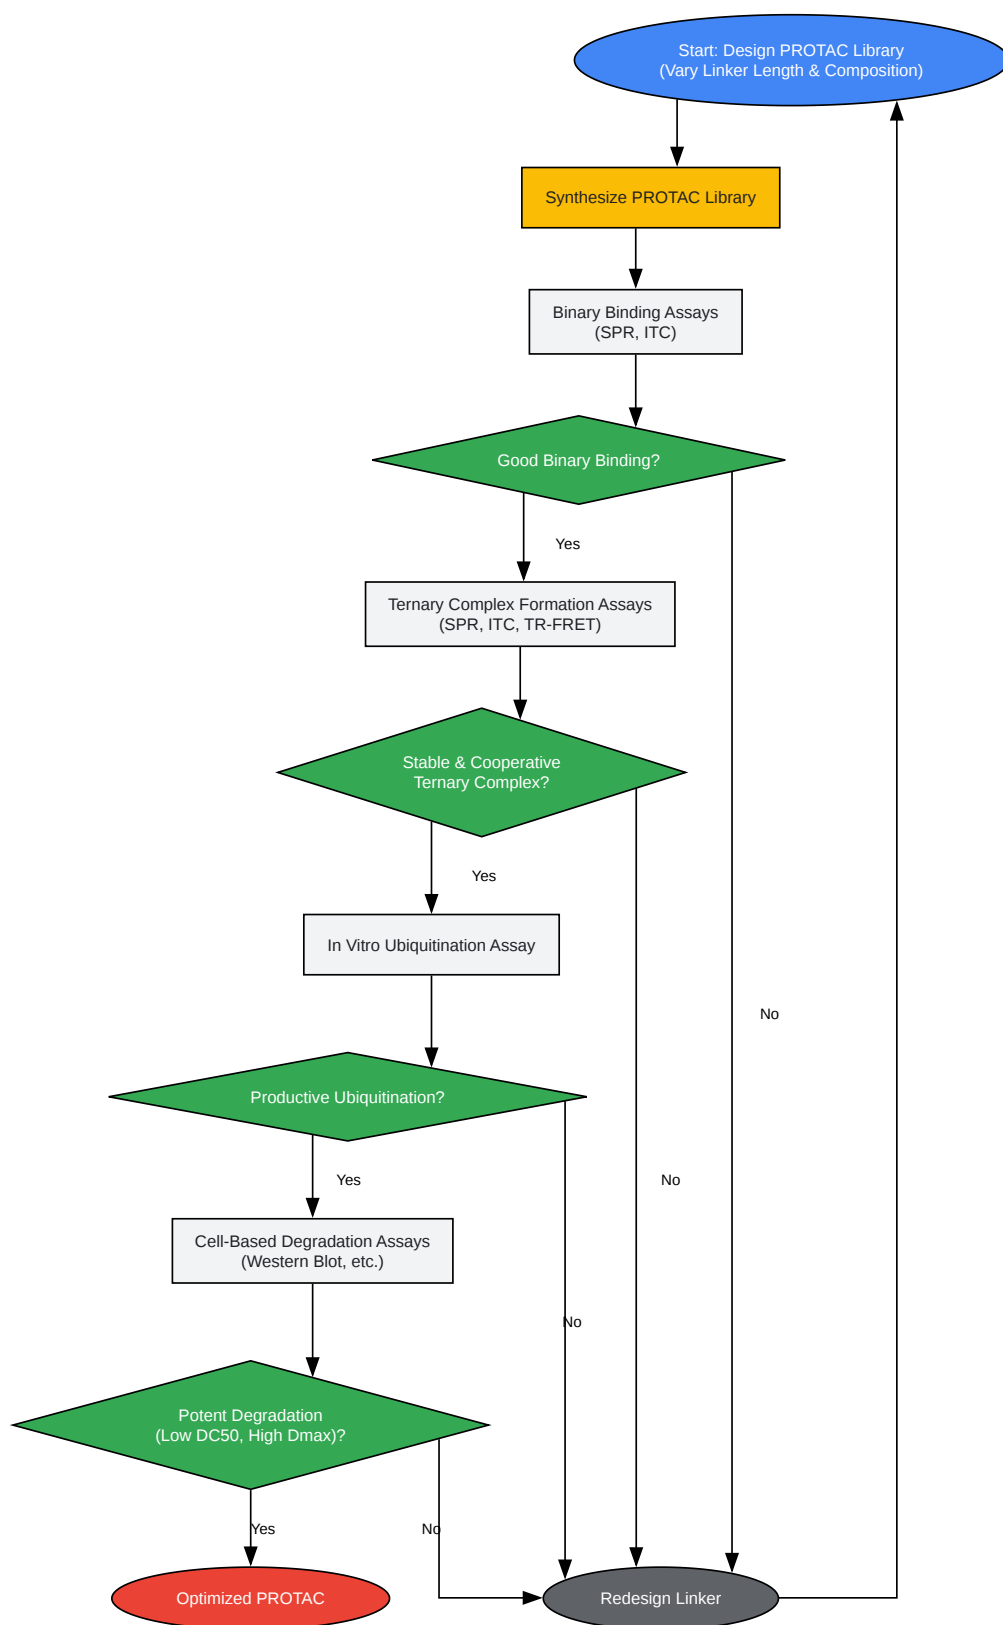 Start: Design PROTAC Library
(Vary Linker Length & Composition)
Synthesize PROTAC Library
Binary Binding Assays
(SPR, ITC)
Good Binary Binding?
Yes
Ternary Complex Formation Assays
(SPR, ITC, TR-FRET)
Stable & Cooperative
Ternary Complex?
Yes
In Vitro Ubiquitination Assay
No
Productive Ubiquitination?
Yes
No
Cell-Based Degradation Assays
(Western Blot, etc.)
No
Potent Degradation
(Low DC50, High Dmax)?
Yes
No
Optimized PROTAC
Redesign Linker